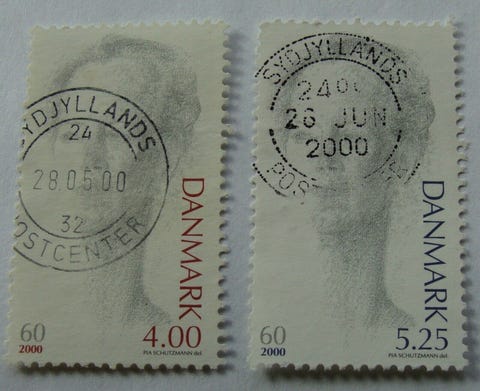 SYDJYLLANDS
24
28.05.00
32
POSTCENTER
DANMARK
60
2000
4.00
PIA SCHUTZMANN del.
SYDJYLLANDS
26 JUN
2000
DANMARK
60
2000
5.25
PIA SCHUTZMANN del.